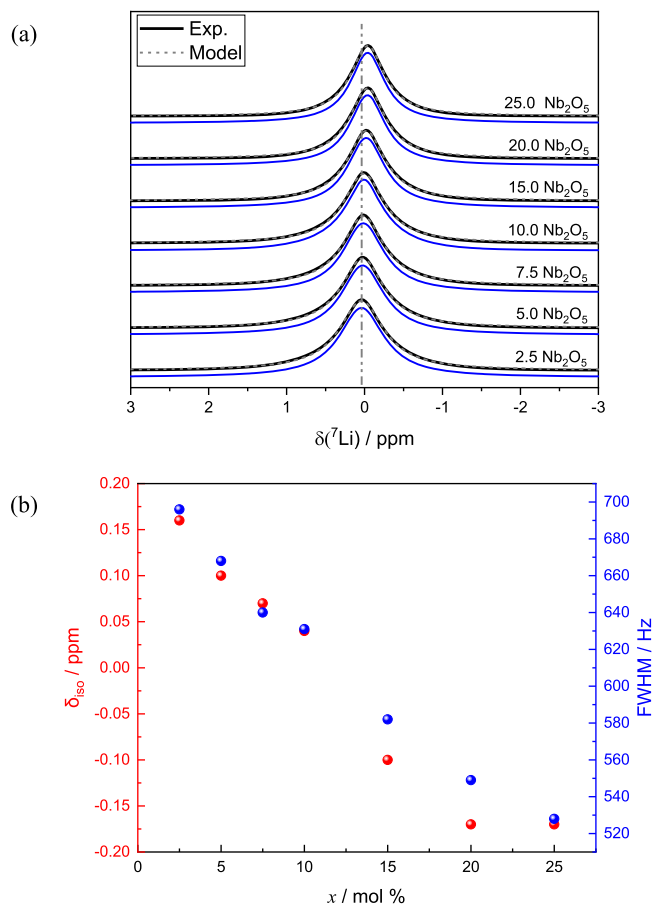 (a)
Exp.
Model
25.0 Nb₂O₅
20.0 Nb₂O₅
15.0 Nb₂O₅
10.0 Nb₂O₅
7.5 Nb₂O₅
5.0 Nb₂O₅
2.5 Nb₂O₅
3 2 1 0 -1 -2 -3
δ(⁷Li) / ppm
(b)
0.20
0.15
0.10
0.05
0.00
-0.05
-0.10
-0.15
-0.20
δiso / ppm
700
680
660
640
620
600
580
560
540
520
FWHM / Hz
0 5 10 15 20 25
x / mol %